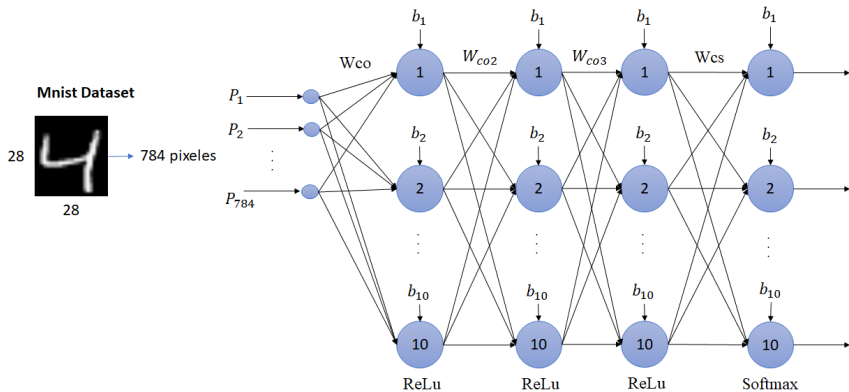 b₁ b₁ b₁ b₁
Wco W_co2 W_co3 Wcs
1 1 1 1
Mnist Dataset
P₁
P₂
28
784 pixeles
28
P₇₈₄
b₂ b₂ b₂ b₂
2 2 2 2
b₁₀ b₁₀ b₁₀ b₁₀
10 10 10 10
ReLu ReLu ReLu Softmax